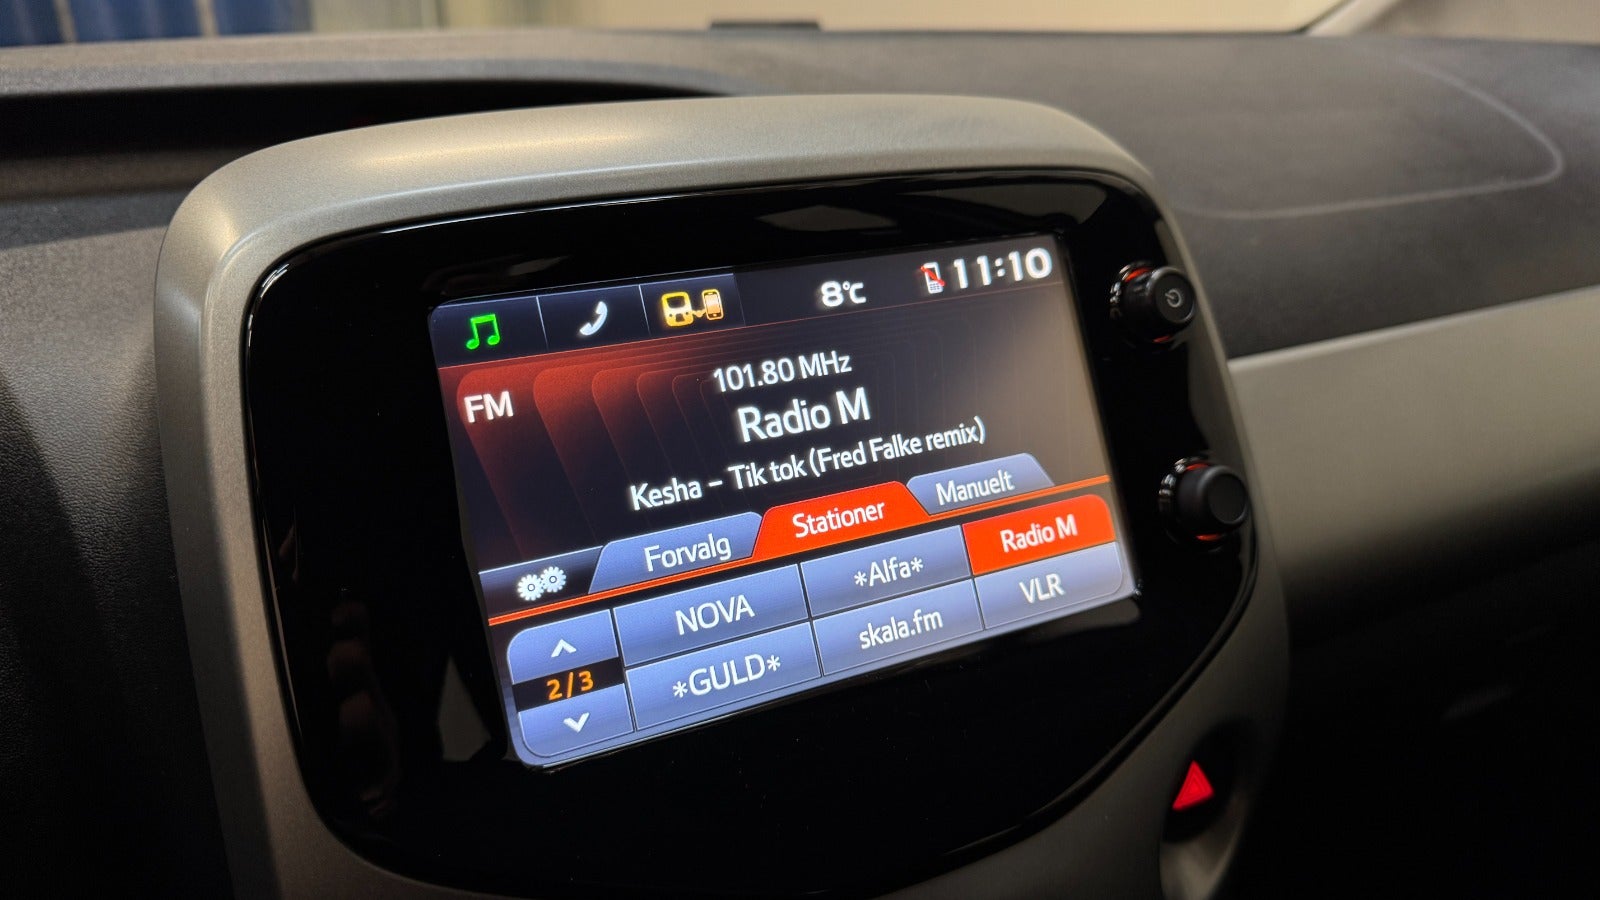 8°C
11:10
FM
101.80 MHz
Radio M
Kesha – Tik tok (Fred Falke remix)
Forvalg
Stationer
Manuelt
NOVA
*Alfa*
Radio M
2/3
*GULD*
skala.fm
VLR